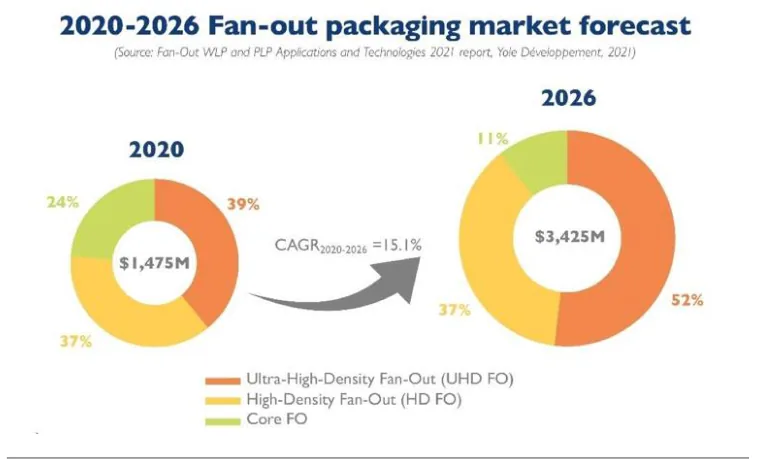 2020-2026 Fan-out packaging market forecast
(Source: Fan-Out WLP and PLP Applications and Technologies 2021 report, Yole Développement, 2021)
2026
11%
2020
24%
39%
$1,475M
CAGR2020-2026 =15.1%
$3,425M
37%
37%
52%
Ultra-High-Density Fan-Out (UHD FO)
High-Density Fan-Out (HD FO)
Core FO